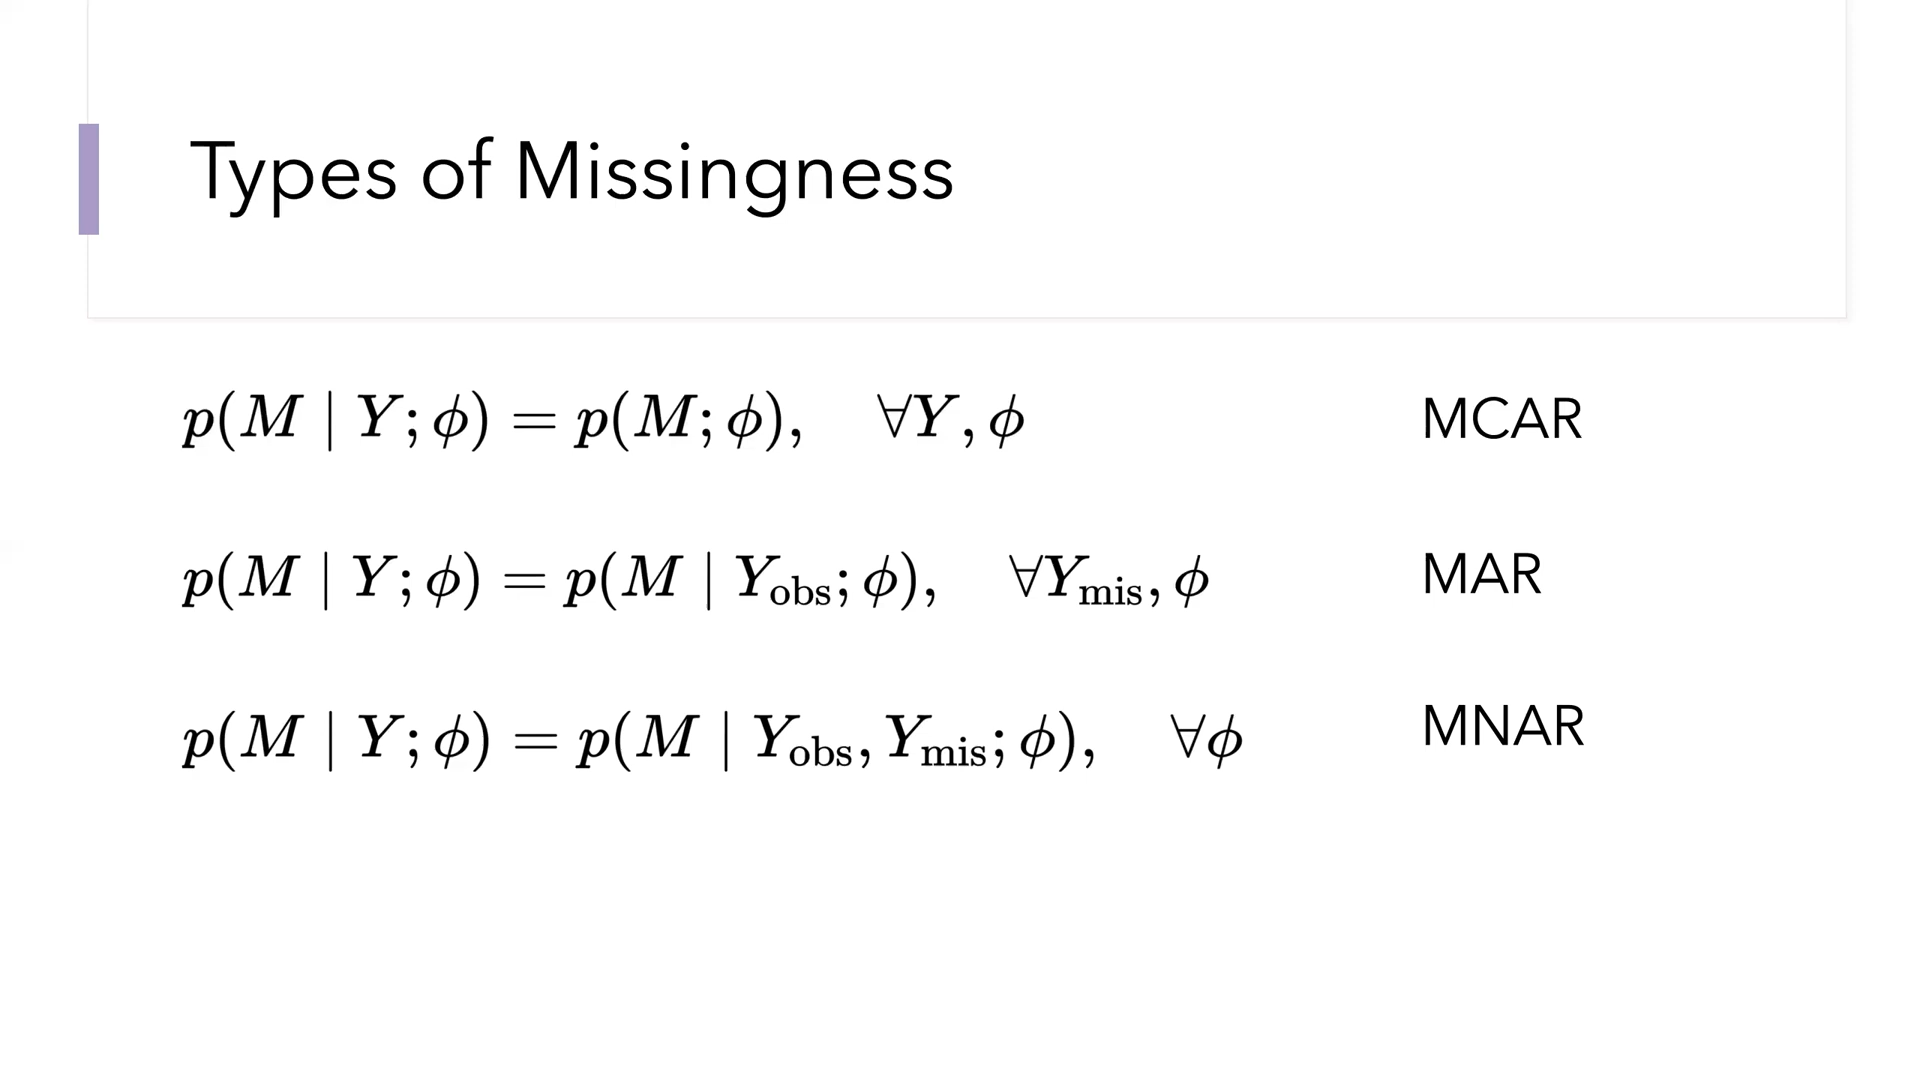 Types of Missingness
p(M | Y; ϕ) = p(M; ϕ), ∀Y, ϕ MCAR
p(M | Y; ϕ) = p(M | Y_obs; ϕ), ∀Y_mis, ϕ MAR
p(M | Y; ϕ) = p(M | Y_obs, Y_mis; ϕ), ∀ϕ MNAR